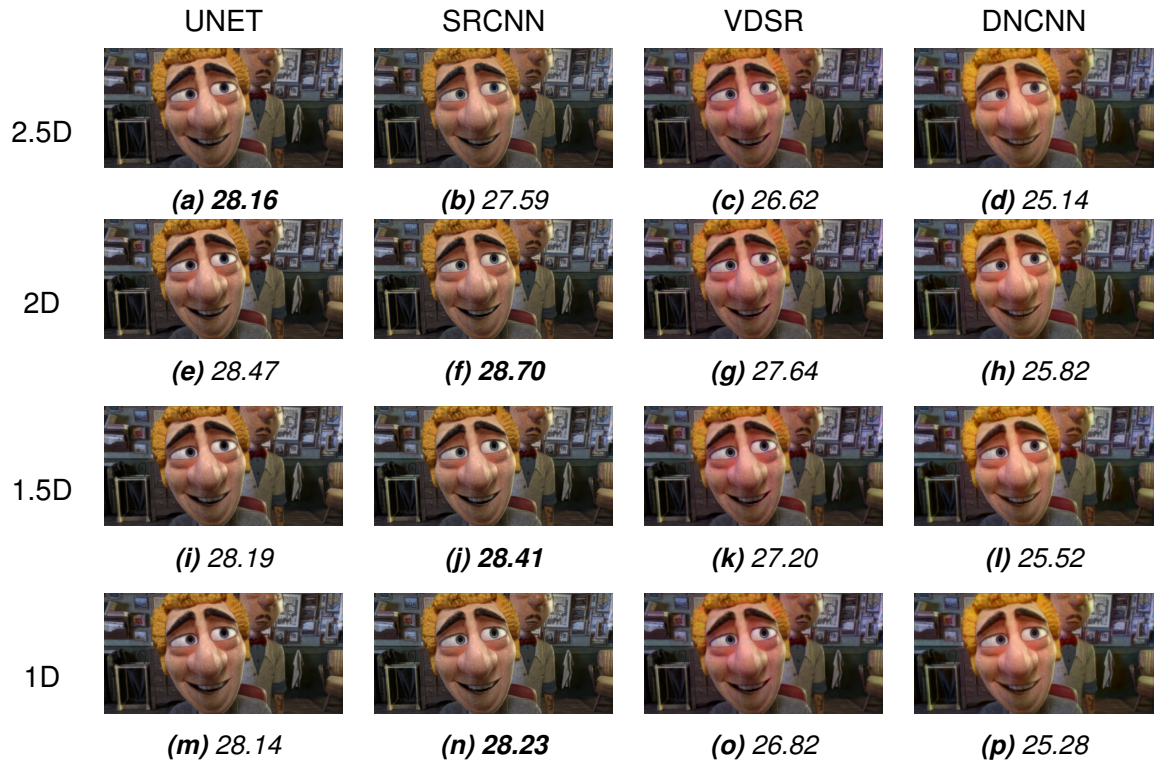 UNET SRCNN VDSR DNCNN
2.5D
(a) 28.16 (b) 27.59 (c) 26.62 (d) 25.14
2D
(e) 28.47 (f) 28.70 (g) 27.64 (h) 25.82
1.5D
(i) 28.19 (j) 28.41 (k) 27.20 (l) 25.52
1D
(m) 28.14 (n) 28.23 (o) 26.82 (p) 25.28